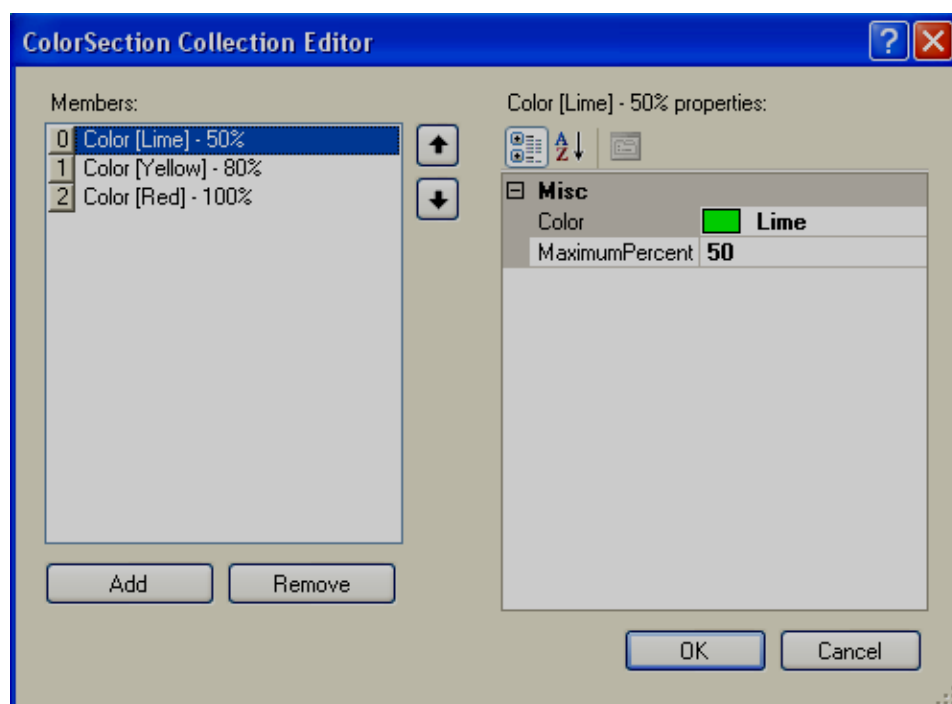 ColorSection Collection Editor
Members:
0 Color [Lime] - 50%
1 Color [Yellow] - 80%
2 Color [Red] - 100%
Add Remove
Color [Lime] - 50% properties:
A
Z
Misc
Color Lime
MaximumPercent 50
OK Cancel